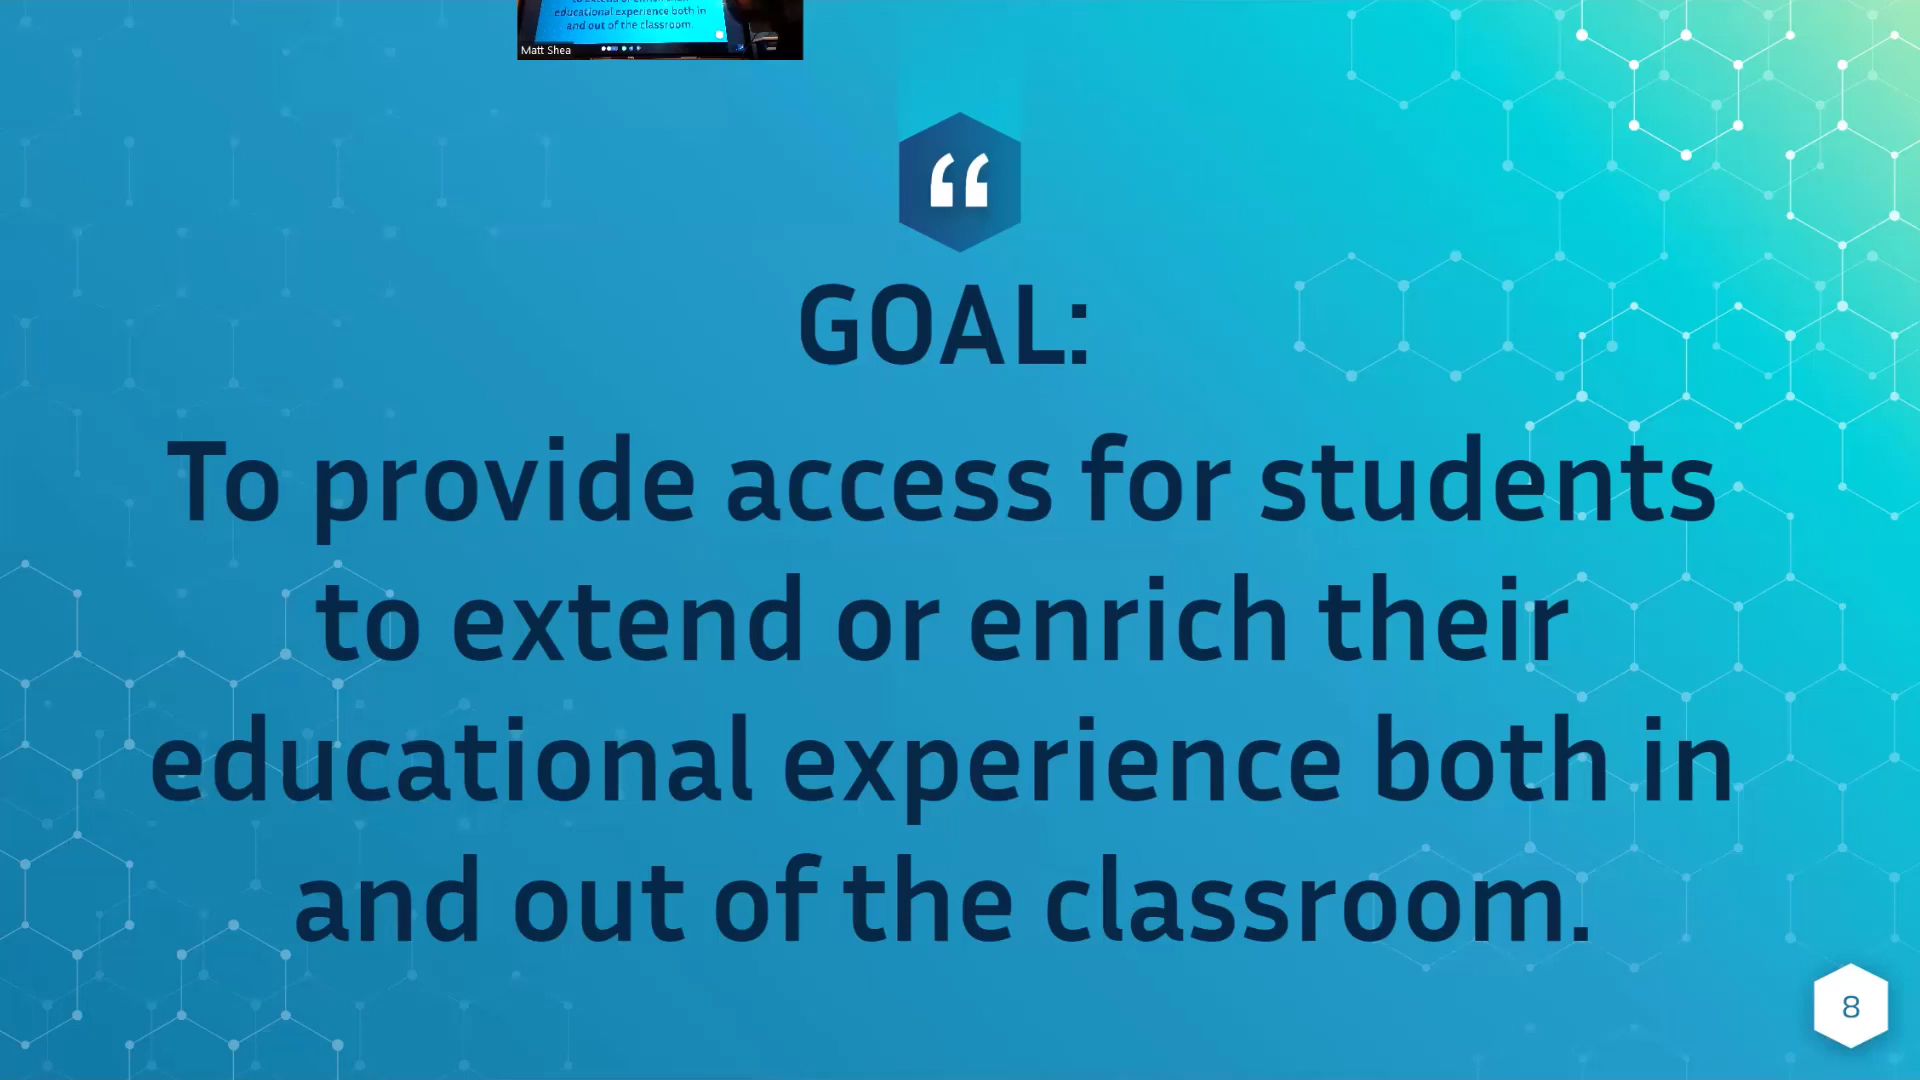 educational experience both in
and out of the classroom.
Matt Shea
“
GOAL:
To provide access for students
to extend or enrich their
educational experience both in
and out of the classroom.
8